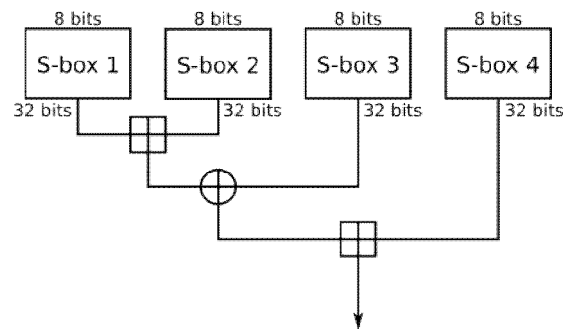 8 bits 8 bits 8 bits 8 bits
S-box 1 S-box 2 S-box 3 S-box 4
32 bits 32 bits 32 bits 32 bits